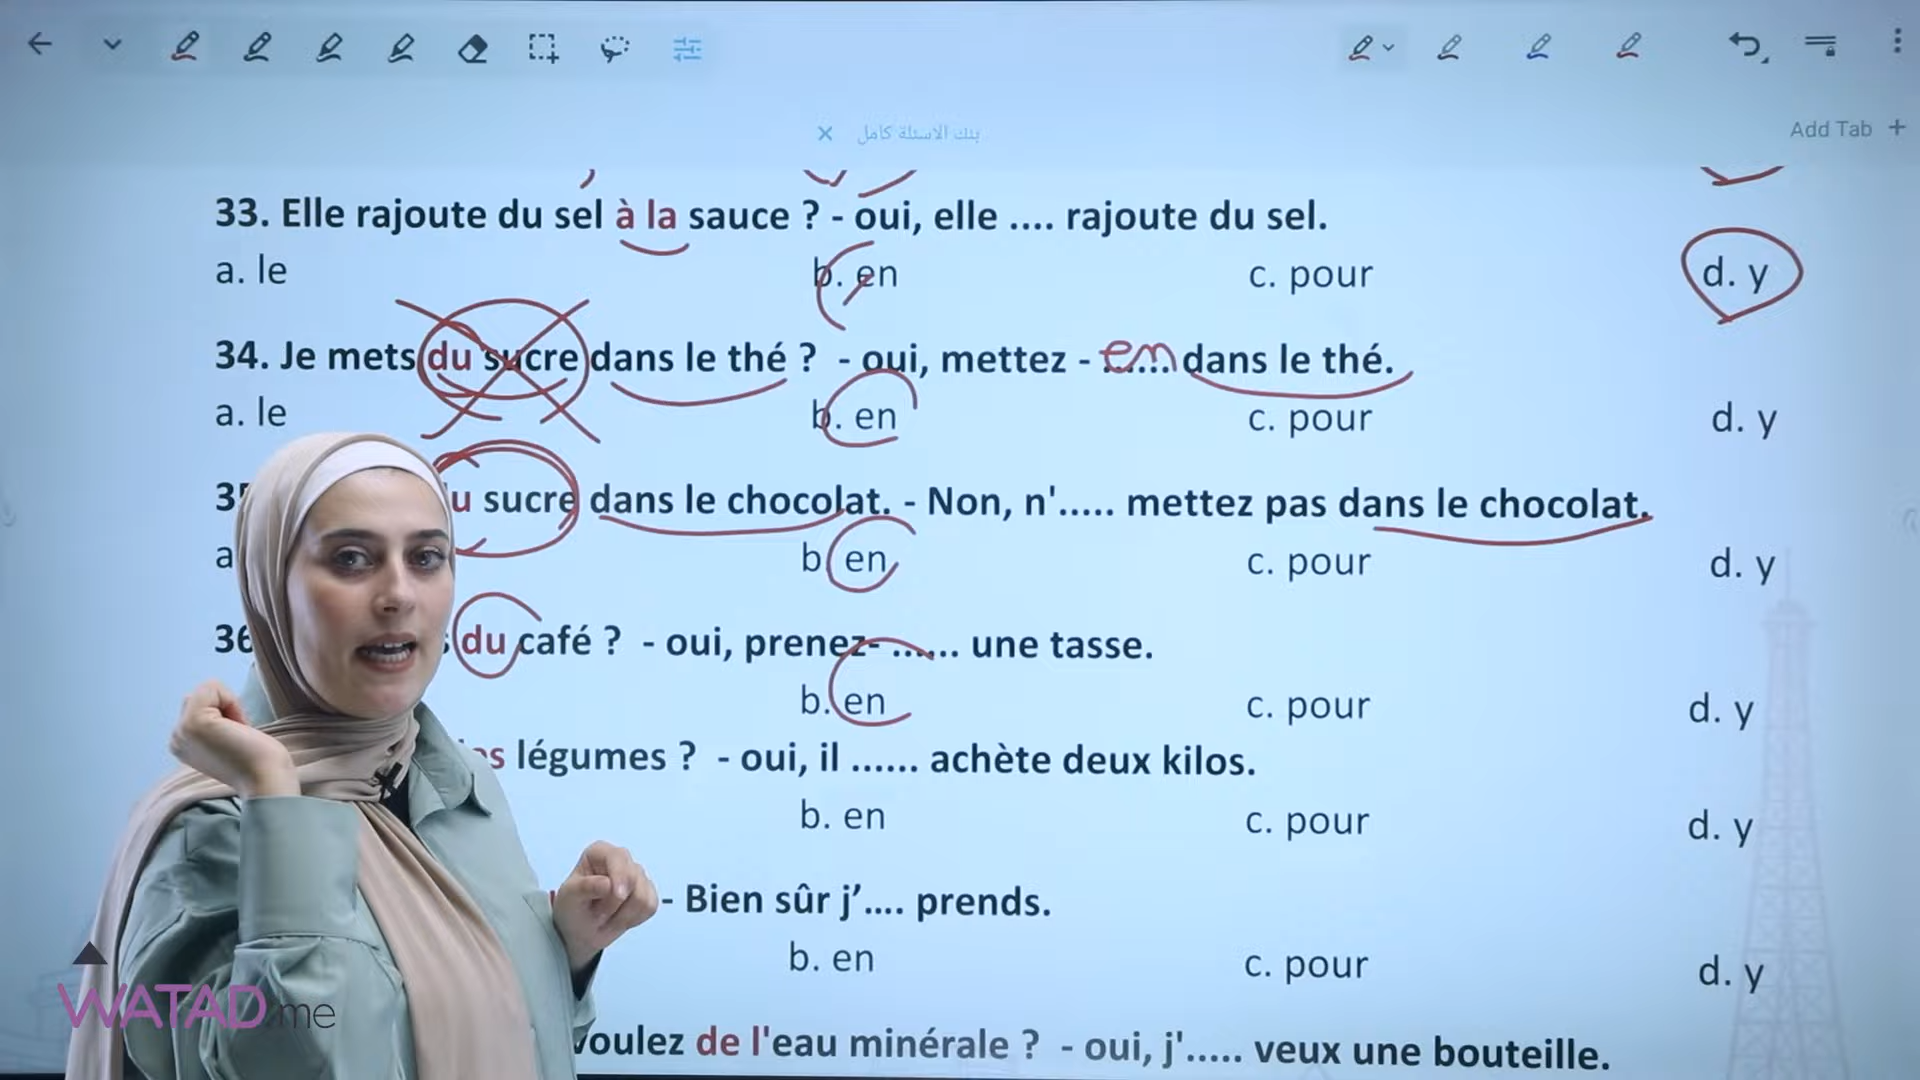 بنك الاسئلة كامل
Add Tab
33. Elle rajoute du sel à la sauce ? - oui, elle .... rajoute du sel.
a. le b. en c. pour d. y
34. Je mets du sucre dans le thé ? - oui, mettez - en dans le thé.
a. le b. en c. pour d. y
sucre dans le chocolat. - Non, n'..... mettez pas dans le chocolat.
a b en c. pour d. y
36 du café ? - oui, prenez- ...... une tasse.
b. en c. pour d. y
légumes ? - oui, il ...... achète deux kilos.
b. en c. pour d. y
- Bien sûr j’.... prends.
b. en c. pour d. y
voulez de l'eau minérale ? - oui, j'..... veux une bouteille.
WATAD.me